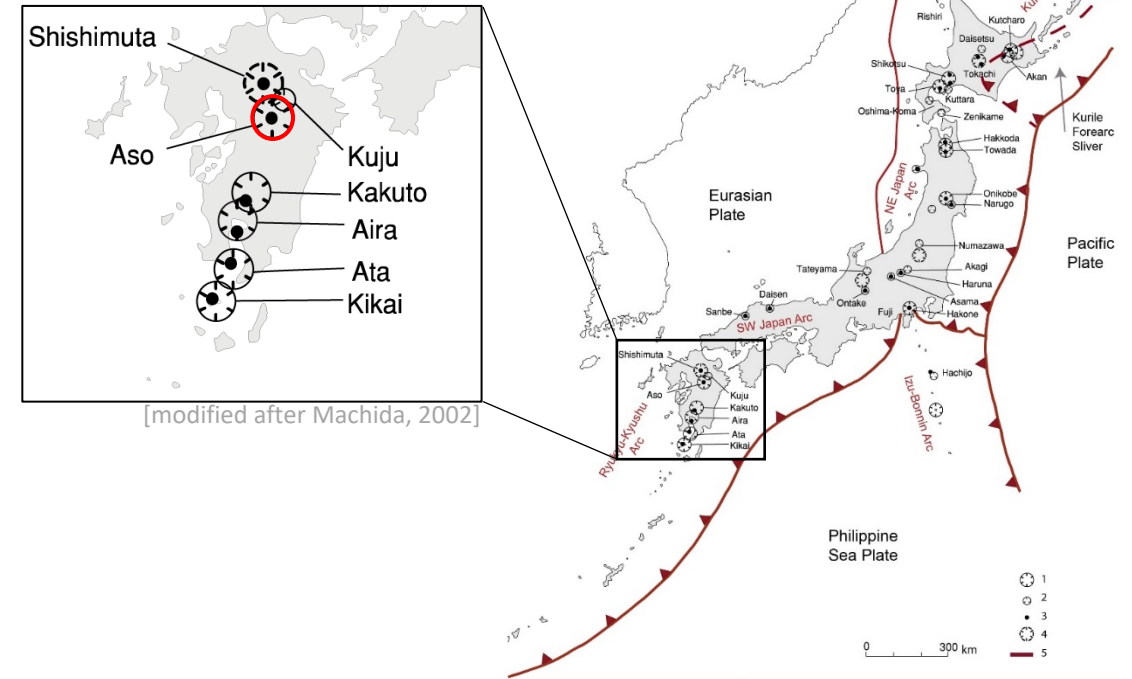 Shishimuta
Aso
Kuju
Kakuto
Aira
Ata
Kikai
[modified after Machida, 2002]
Rishiri
Kutcharo
Daisetsu
Shikotsu
Tokachi
Akan
Toya
Kuttara
Oshima-Koma
Zenikame
Kurile
Forearc
Sliver
Hakkoda
Towada
NE Japan
Arc
Eurasian
Plate
Onikobe
Narugo
Pacific
Plate
Numazawa
Tateyama
Akagi
Haruna
Daisen
Ontake
Asama
Sanbe
Fuji
Hakone
SW Japan Arc
Shishimuta
Aso
Kuju
Kakuto
Aira
Ata
Kikai
Hachijo
Izu-Bonnin Arc
Ryukyu-Kyushu
Arc
Philippine
Sea Plate
1
2
3
4
5
0 300 km